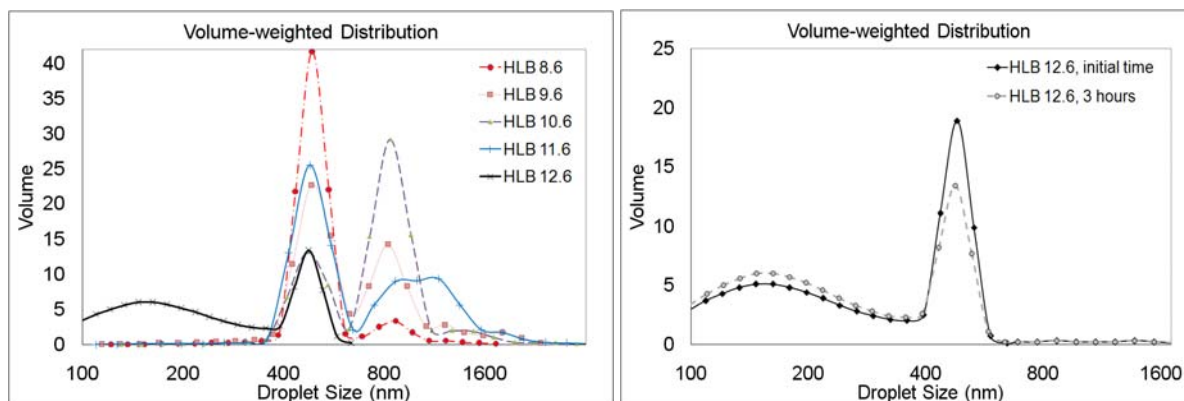 Volume-weighted Distribution
40
35
30
25
20
15
10
5
0
Volume
HLB 8.6
HLB 9.6
HLB 10.6
HLB 11.6
HLB 12.6
100 200 400 800 1600
Droplet Size (nm)
Volume-weighted Distribution
25
20
15
10
5
0
Volume
HLB 12.6, initial time
HLB 12.6, 3 hours
100 200 400 800 1600
Droplet Size (nm)